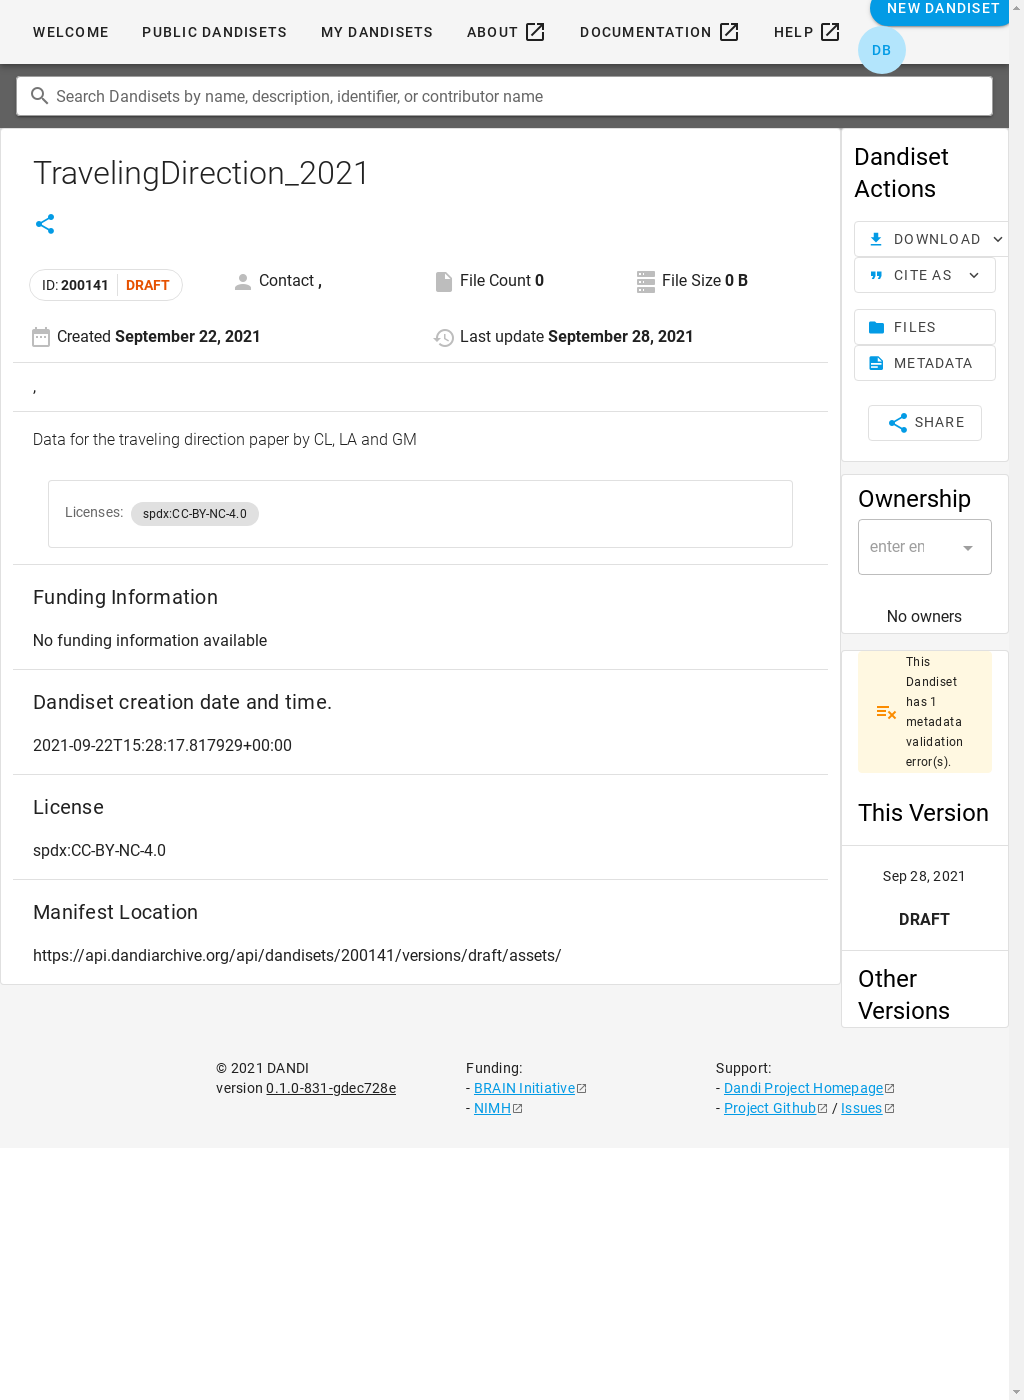 WELCOME PUBLIC DANDISETS MY DANDISETS ABOUT DOCUMENTATION HELP NEW DANDISET
DB
Search Dandisets by name, description, identifier, or contributor name
TravelingDirection_2021
ID: 200141 DRAFT Contact , File Count 0 File Size 0 B
Created September 22, 2021 Last update September 28, 2021
,
Data for the traveling direction paper by CL, LA and GM
Licenses: spdx:CC-BY-NC-4.0
Funding Information
No funding information available
Dandiset creation date and time.
2021-09-22T15:28:17.817929+00:00
License
spdx:CC-BY-NC-4.0
Manifest Location
https://api.dandiarchive.org/api/dandisets/200141/versions/draft/assets/
Dandiset
Actions
DOWNLOAD
CITE AS
FILES
METADATA
SHARE
Ownership
enter en
No owners
This
Dandiset
has 1
metadata
validation
error(s).
This Version
Sep 28, 2021
DRAFT
Other
Versions
© 2021 DANDI
version 0.1.0-831-gdec728e
Funding:
- BRAIN Initiative
- NIMH
Support:
- Dandi Project Homepage
- Project Github / Issues